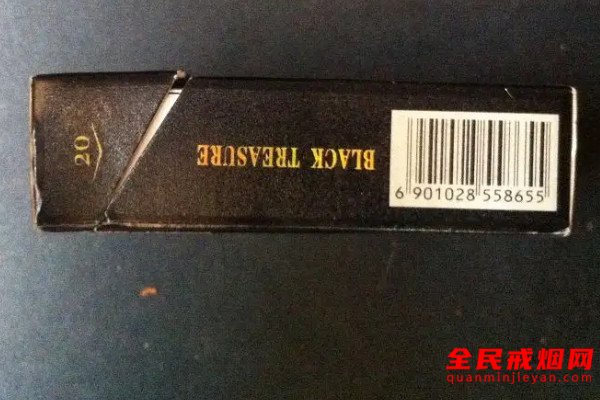 20
BLACK TREASURE
6 901028 558655
全民戒烟网
quanminjieyan.com